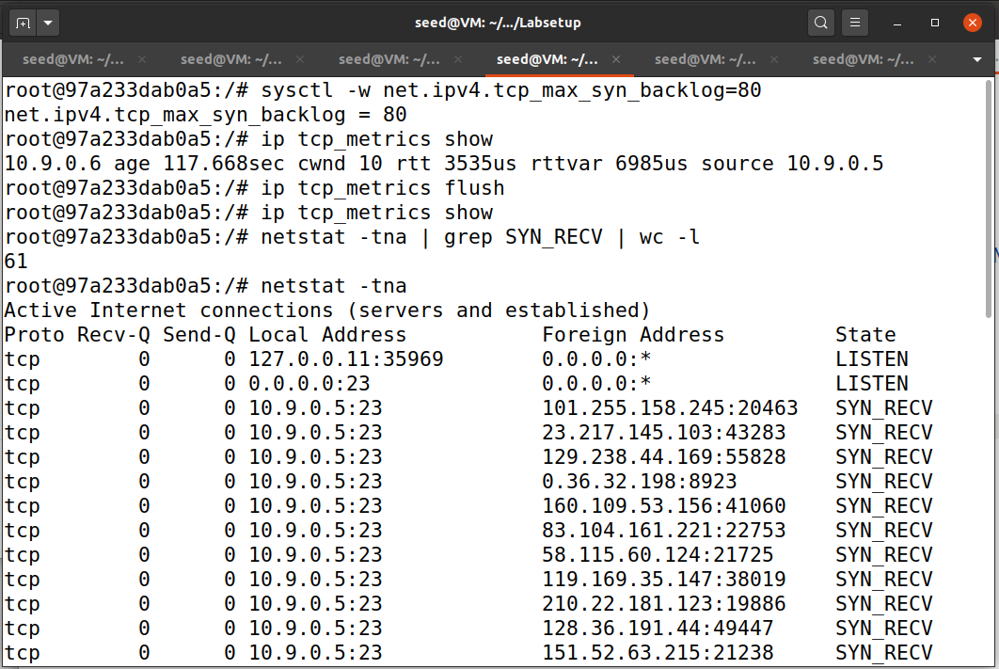 seed@VM: ~/.../Labsetup
seed@VM: ~/... seed@VM: ~/... seed@VM: ~/... seed@VM: ~/... seed@VM: ~/... seed@VM: ~/...
root@97a233dab0a5:/# sysctl -w net.ipv4.tcp_max_syn_backlog=80
net.ipv4.tcp_max_syn_backlog = 80
root@97a233dab0a5:/# ip tcp_metrics show
10.9.0.6 age 117.668sec cwnd 10 rtt 3535us rttvar 6985us source 10.9.0.5
root@97a233dab0a5:/# ip tcp_metrics flush
root@97a233dab0a5:/# ip tcp_metrics show
root@97a233dab0a5:/# netstat -tna | grep SYN_RECV | wc -l
61
root@97a233dab0a5:/# netstat -tna
Active Internet connections (servers and established)
Proto Recv-Q Send-Q Local Address           Foreign Address         State
tcp        0      0 127.0.0.11:35969        0.0.0.0:*               LISTEN
tcp        0      0 0.0.0.0:23              0.0.0.0:*               LISTEN
tcp        0      0 10.9.0.5:23             101.255.158.245:20463   SYN_RECV
tcp        0      0 10.9.0.5:23             23.217.145.103:43283    SYN_RECV
tcp        0      0 10.9.0.5:23             129.238.44.169:55828    SYN_RECV
tcp        0      0 10.9.0.5:23             0.36.32.198:8923        SYN_RECV
tcp        0      0 10.9.0.5:23             160.109.53.156:41060    SYN_RECV
tcp        0      0 10.9.0.5:23             83.104.161.221:22753    SYN_RECV
tcp        0      0 10.9.0.5:23             58.115.60.124:21725     SYN_RECV
tcp        0      0 10.9.0.5:23             119.169.35.147:38019    SYN_RECV
tcp        0      0 10.9.0.5:23             210.22.181.123:19886    SYN_RECV
tcp        0      0 10.9.0.5:23             128.36.191.44:49447     SYN_RECV
tcp        0      0 10.9.0.5:23             151.52.63.215:21238     SYN_RECV